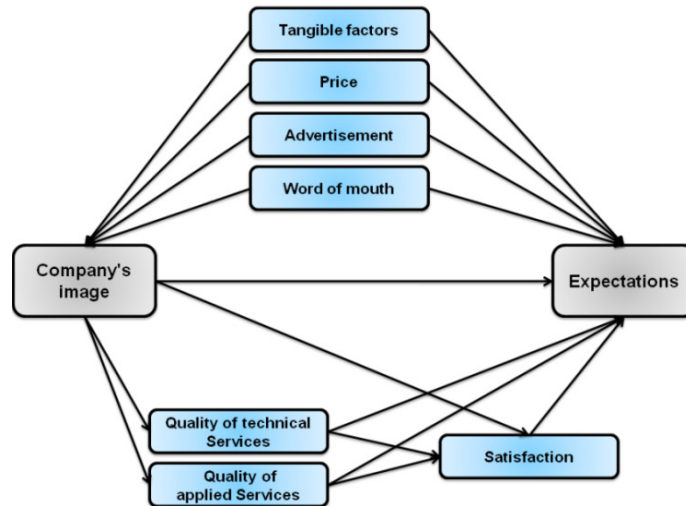 Tangible factors
Price
Advertisement
Word of mouth
Company's
image
Expectations
Quality of technical
Services
Quality of
applied Services
Satisfaction